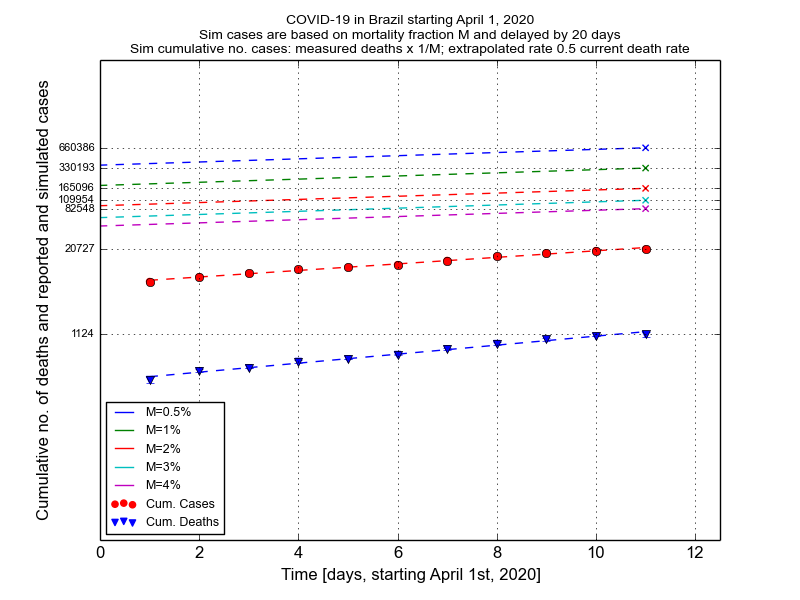 COVID-19 in Brazil starting April 1, 2020
Sim cases are based on mortality fraction M and delayed by 20 days
Sim cumulative no. cases: measured deaths x 1/M; extrapolated rate 0.5 current death rate
Cumulative no. of deaths and reported and simulated cases
660386
330193
165096
109954
82548
20727
1124
M=0.5%
M=1%
M=2%
M=3%
M=4%
Cum. Cases
Cum. Deaths
0 2 4 6 8 10 12
Time [days, starting April 1st, 2020]